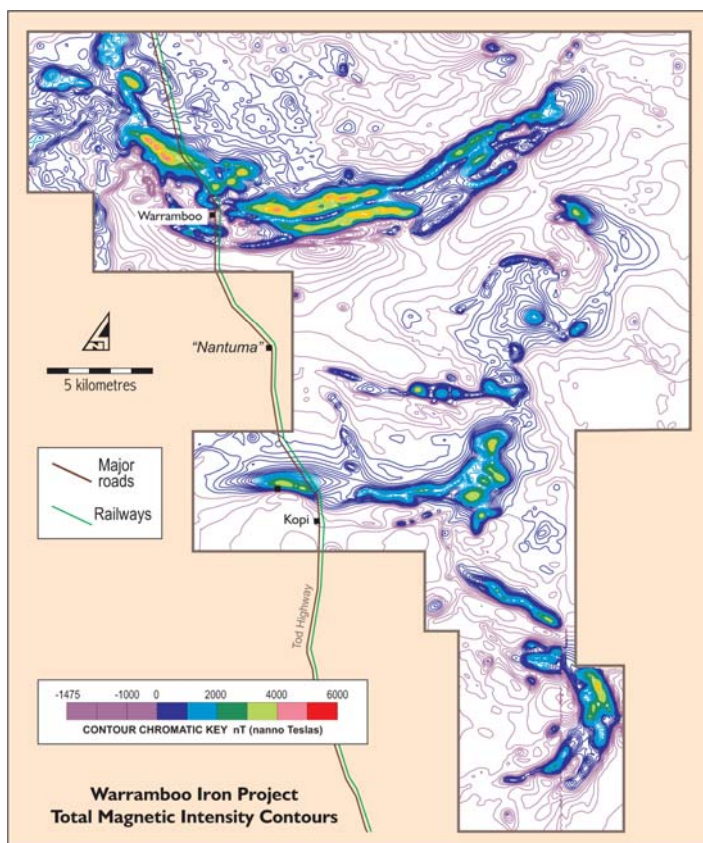 Warramboo
"Nantuma"
N
5 kilometres
Major
roads
Railways
Kopi
Tod Highway
-1475 -1000 0 2000 4000 6000
CONTOUR CHROMATIC KEY nT (nanno Teslas)
Warramboo Iron Project
Total Magnetic Intensity Contours